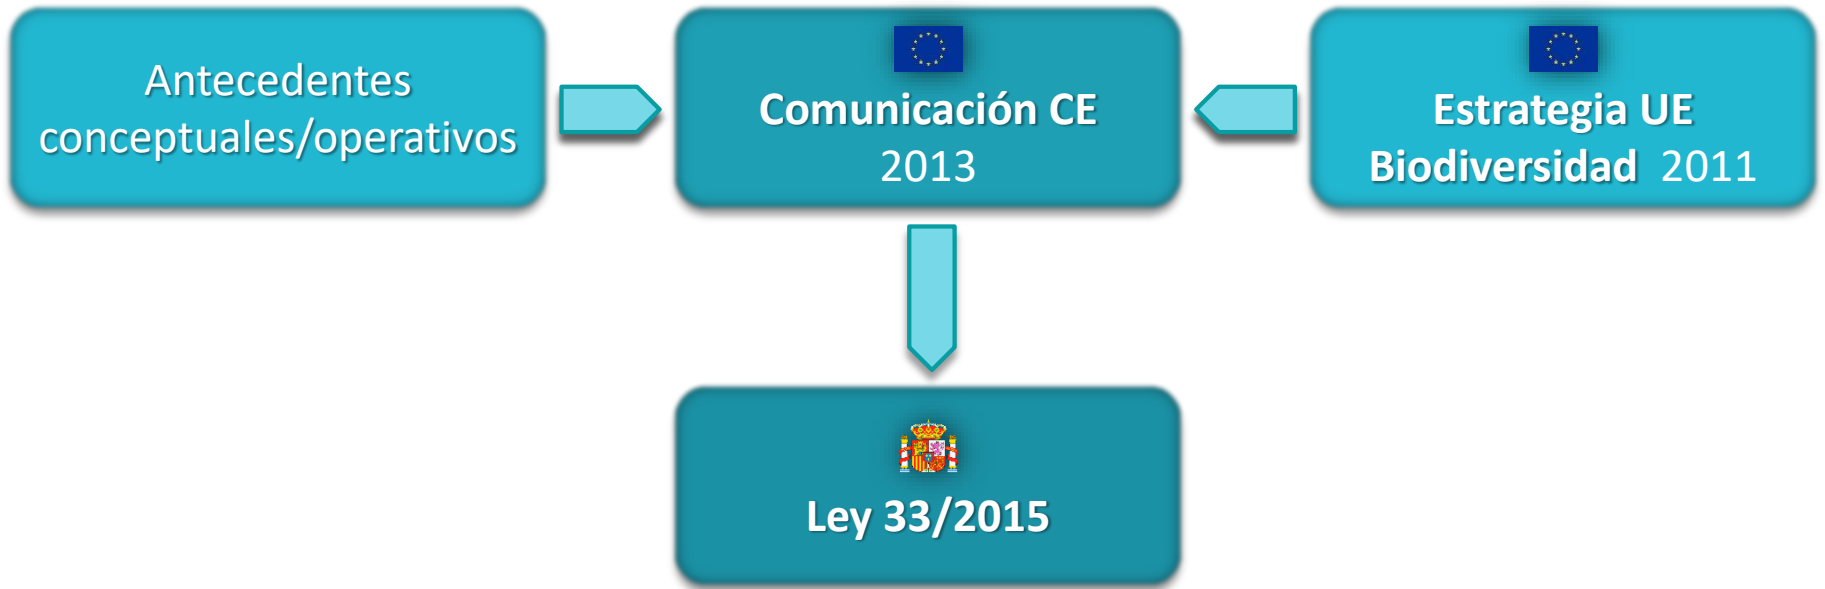 Antecedentes
conceptuales/operativos
Comunicación CE
2013
Estrategia UE
Biodiversidad 2011
Ley 33/2015